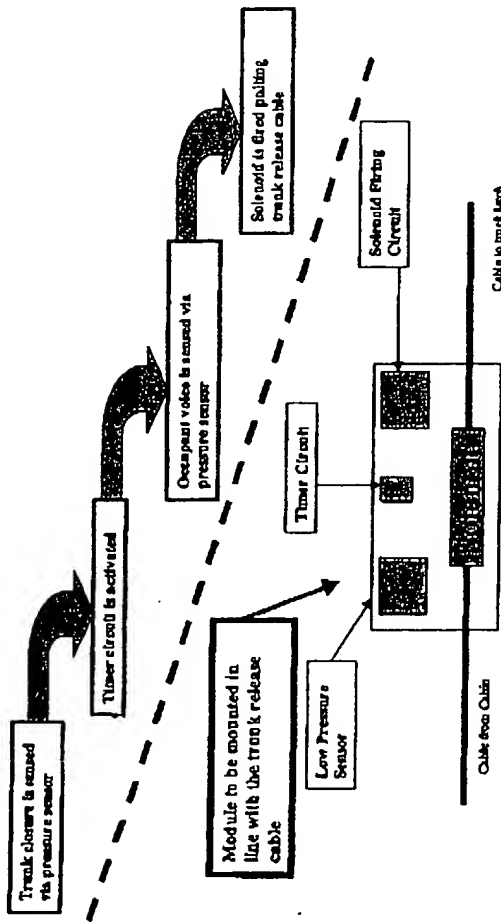 Trunk closure is sensed
via pressure sensor
Timer circuit is activated
Occupant voice is sensed via
pressure sensor
Solenoid is fired pulling
trunk release cable
Module to be mounted in
line with the trunk release
cable
Low Pressure
Sensor
Timer Circuit
Solenoid Firing
Circuit
Cable from Cabin
Cable to trunk Latch